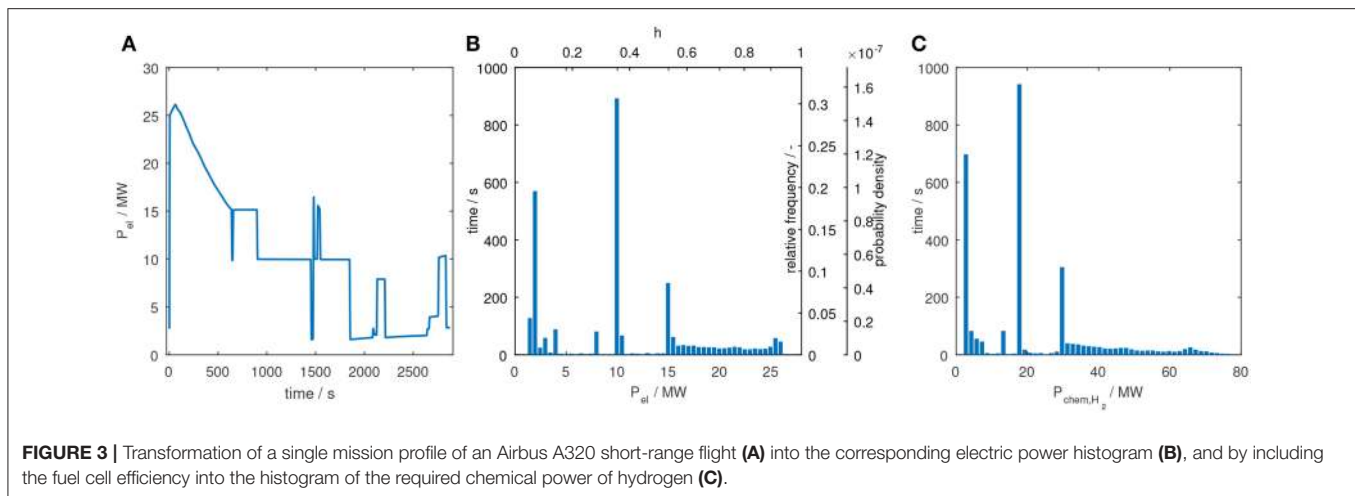 A
30
25
20
15
10
5
0
P el / MW
0 500 1000 1500 2000 2500
time / s
B
h
0 0.2 0.4 0.6 0.8 1
×10⁻⁷
1000
800
600
400
200
0
time / s
0 5 10 15 20 25
P el / MW
0.3
0.25
0.2
0.15
0.1
0.05
0
relative frequency / -
1.6
1.4
1.2
1
0.8
0.6
0.4
0.2
0
probability density
C
1000
800
600
400
200
0
time / s
0 20 40 60 80
P chem,H 2 / MW
FIGURE 3 | Transformation of a single mission profile of an Airbus A320 short-range flight (A) into the corresponding electric power histogram (B), and by including
the fuel cell efficiency into the histogram of the required chemical power of hydrogen (C).